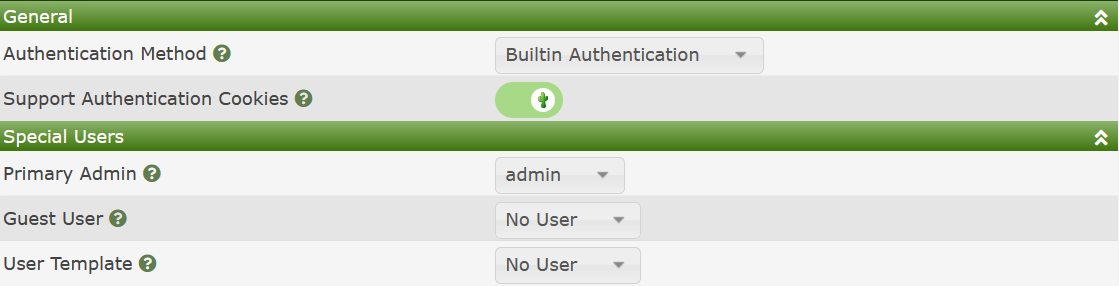 General
Authentication Method
Builtin Authentication
Support Authentication Cookies
Special Users
Primary Admin
admin
Guest User
No User
User Template
No User